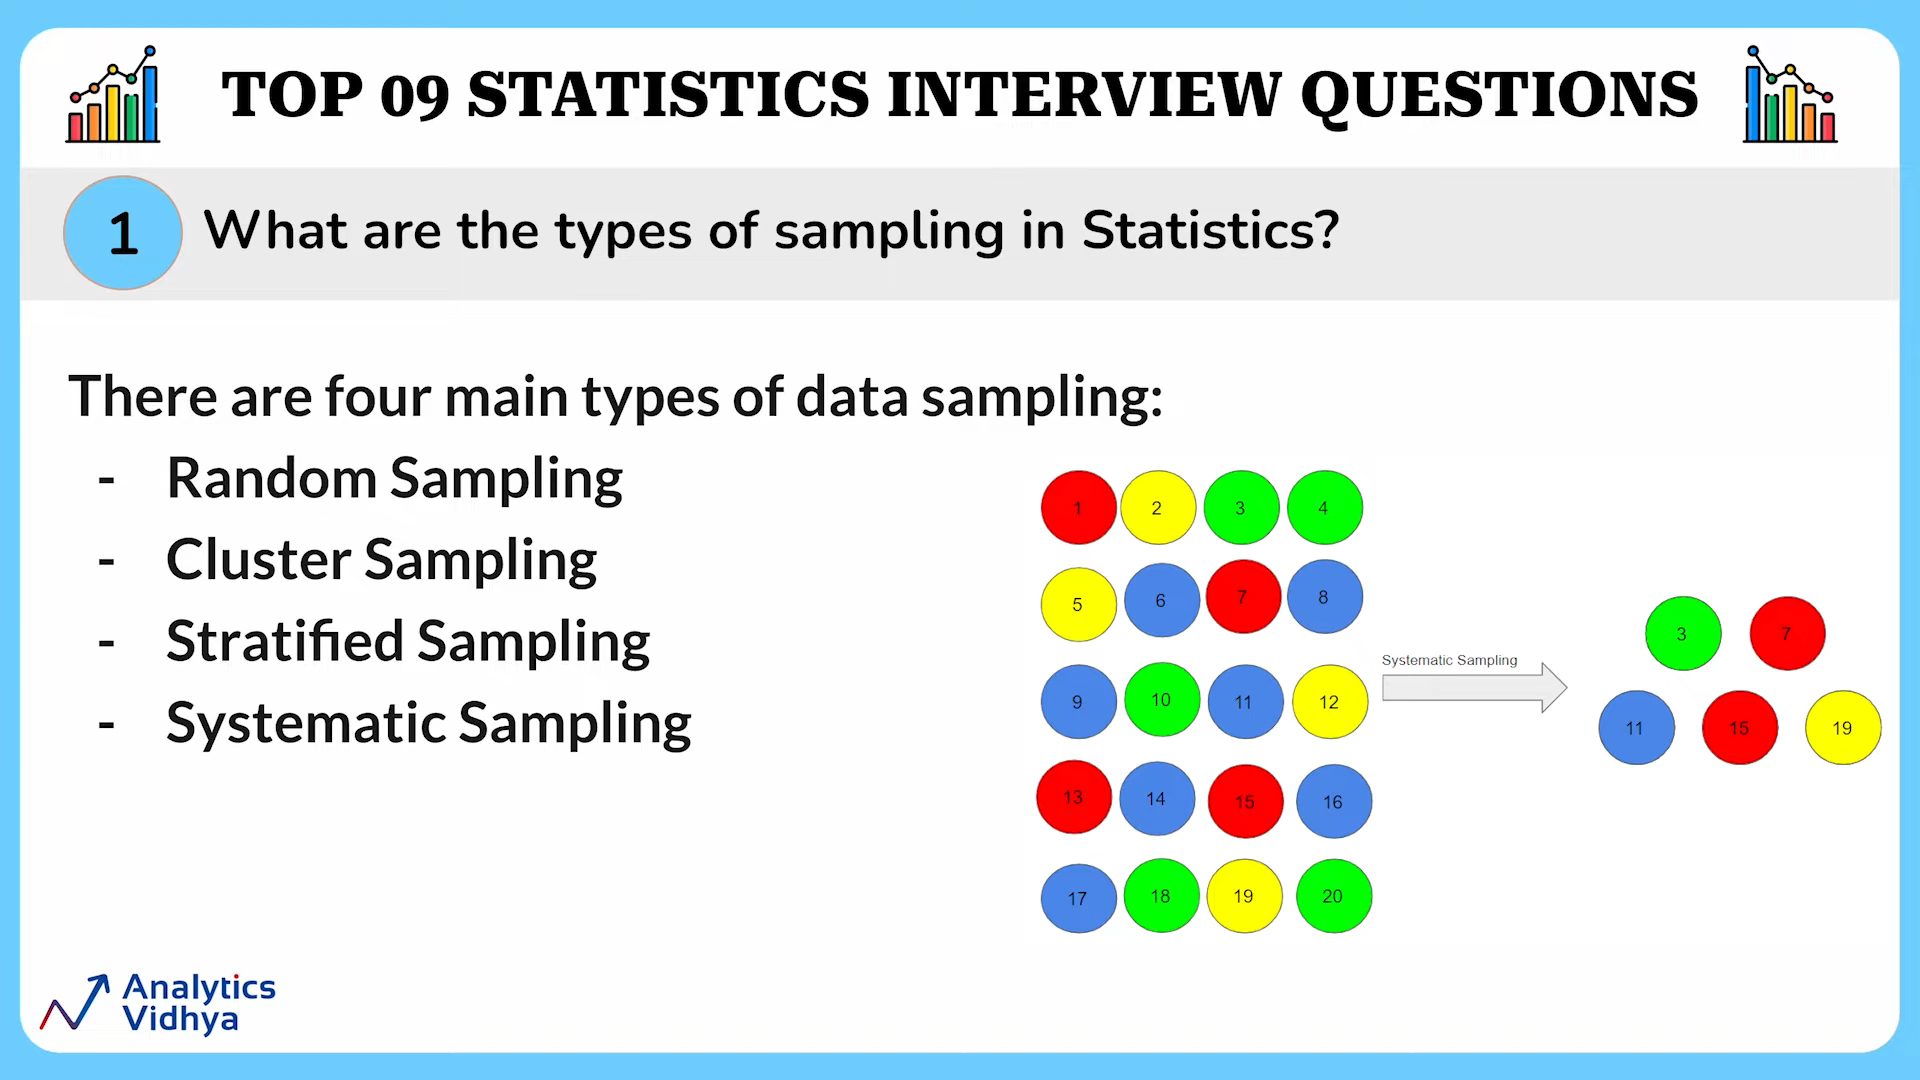 TOP 09 STATISTICS INTERVIEW QUESTIONS
1 What are the types of sampling in Statistics?
There are four main types of data sampling:
- Random Sampling
- Cluster Sampling
- Stratified Sampling
- Systematic Sampling
1 2 3 4
5 6 7 8
9 10 11 12
13 14 15 16
17 18 19 20
Systematic Sampling
3 7
11 15 19
Analytics
Vidhya